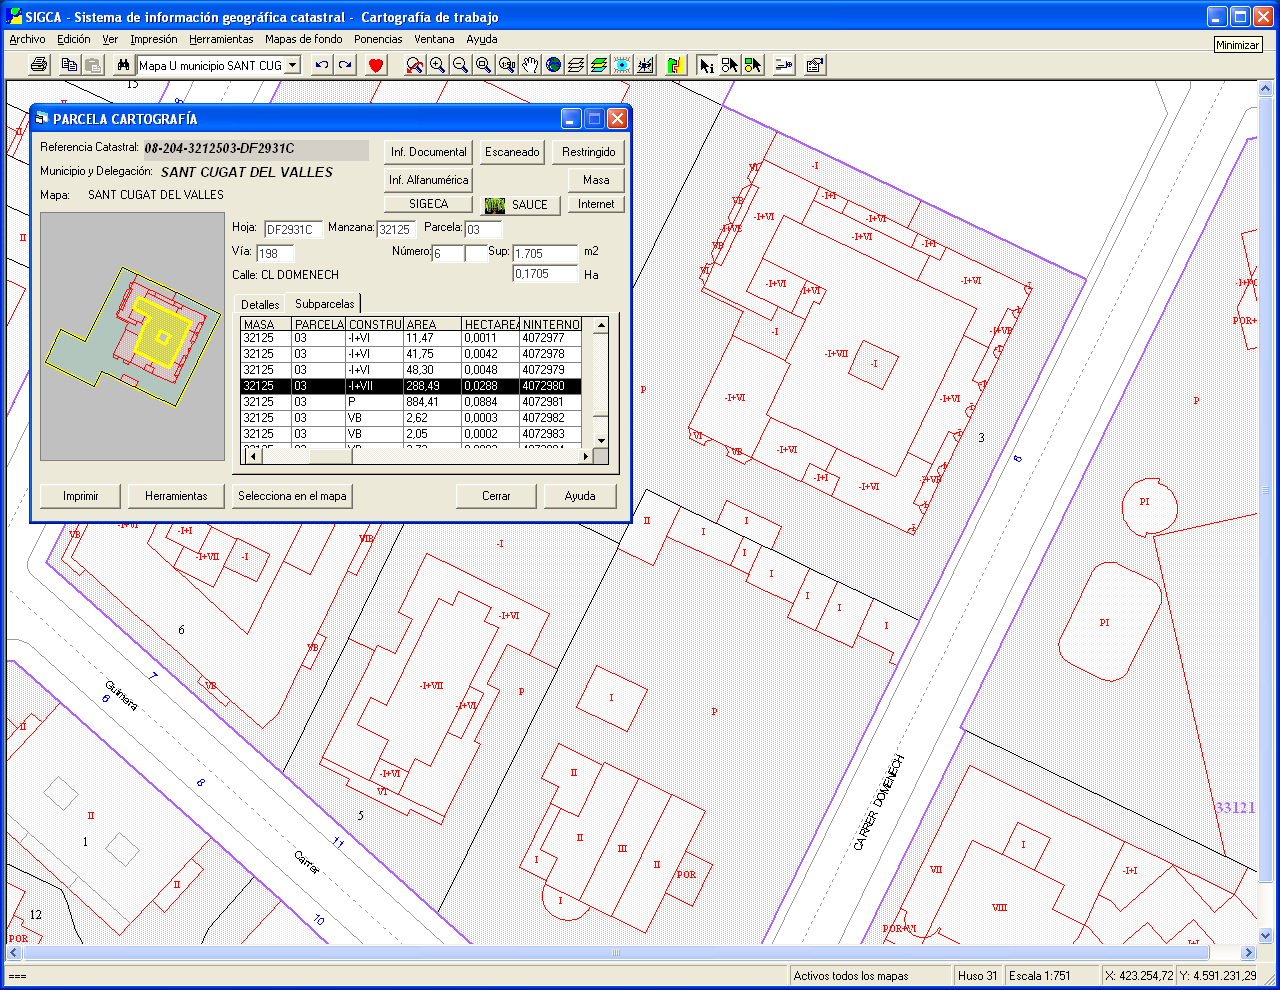 SIGCA - Sistema de información geográfica catastral - Cartografía de trabajo
Archivo Edición Ver Impresión Herramientas Mapas de fondo Ponencias Ventana Ayuda
Minimizar
Mapa U municipio SANT CUG
PARCELA CARTOGRAFÍA
Referencia Catastral: 08-204-3212503-DF2931C
Inf. Documental Escaneado Restringido
Municipio y Delegación: SANT CUGAT DEL VALLES
Inf. Alfanumérica Masa
Mapa: SANT CUGAT DEL VALLES
SIGECA SAUCE Internet
Hoja: DF2931C Manzana: 32125 Parcela: 03
Vía: 198 Número: 6 Sup: 1.705 m2
Calle: CL DOMENECH 0,1705 Ha
Detalles Subparcelas
MASA PARCELA CONSTRU AREA HECTAREA NINTERNO
32125 03 -I+VI 11,47 0,0011 4072977
32125 03 -I+VI 41,75 0,0042 4072978
32125 03 -I+VI 48,30 0,0048 4072979
32125 03 -I+VII 288,49 0,0288 4072980
32125 03 P 884,41 0,0884 4072981
32125 03 VB 2,62 0,0003 4072982
32125 03 VB 2,05 0,0002 4072983
Imprimir Herramientas Selecciona en el mapa Cerrar Ayuda
-I
VI
-I+I
VB
-I+VI
-I+VI
-I+VI
-I+VB
-I+I
VB
VI
-I+VI
-I+VI
-I+VI
-I
-I+VB
-I+VII
-I
-I
P
-I+VI
-I+VI
P
VI
VB
-I+VI
-I+I
-I+VI
-I+VB
3
6
POR+
PI
PI
II
I
I
I
I
I
I
I
VB
-I+VI
-I+I
-I+VII
-I
VIB
-I
6
VB
VB
7
Guimera
6
8
11
Carrer
10
II
II
1
II
12
POR
-I+VI
-I+VII
-I+VI
P
-I+VI
VI
5
I
P
II
II
III
II
I
I
POR
CARRER DOMENECH
33121
VII
I
-I+I
VIII
POR+VI
I+I
=== Activos todos los mapas Huso 31 Escala 1:751 X: 423.254,72 Y: 4.591.231,29